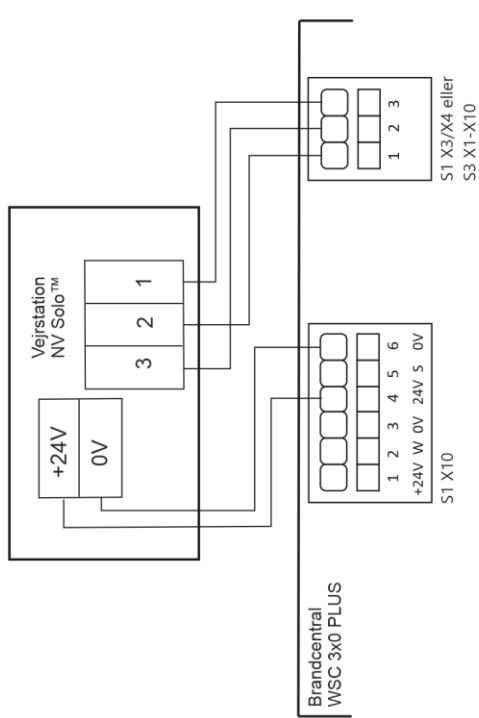 Vejrstation
NV Solo™
+24V
0V
3 2 1
Brandcentral
WSC 3x0 PLUS
1 2 3 4 5 6
+24V W 0V 24V S 0V
S1 X10
1 2 3
S1 X3/X4 eller
S3 X1-X10